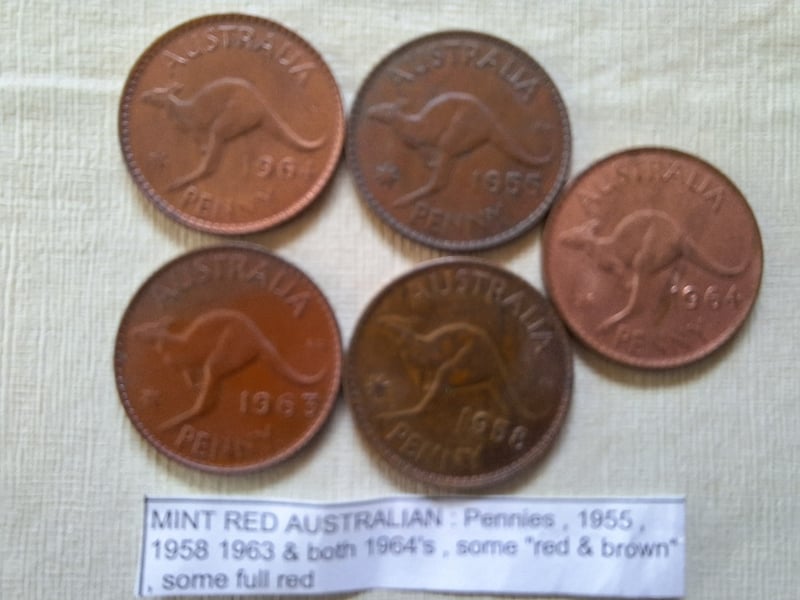 AUSTRALIA
1964
PENNY
AUSTRALIA
1955
PENNY
AUSTRALIA
1964
PENNY
AUSTRALIA
1963
PENNY
AUSTRALIA
1958
PENNY
MINT RED AUSTRALIAN : Pennies , 1955 ,
1958 1963 & both 1964's , some "red & brown"
, some full red